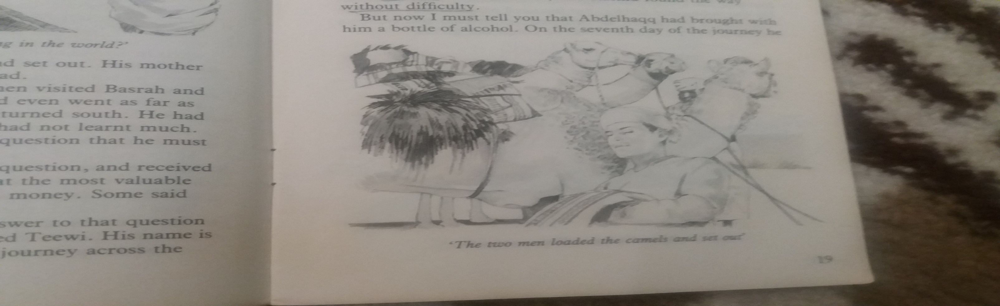 in the world?’
set out. His mother
ad.
visited Basrah and
even went as far as
turned south. He had
had not learnt much.
question that he must
question, and received
the most valuable
money. Some said
swer to that question
Teewi. His name is
journey across the
the way
without difficulty.
But now I must tell you that Abdelhaqq had brought with
him a bottle of alcohol. On the seventh day of the journey he
‘The two men loaded the camels and set out’
19